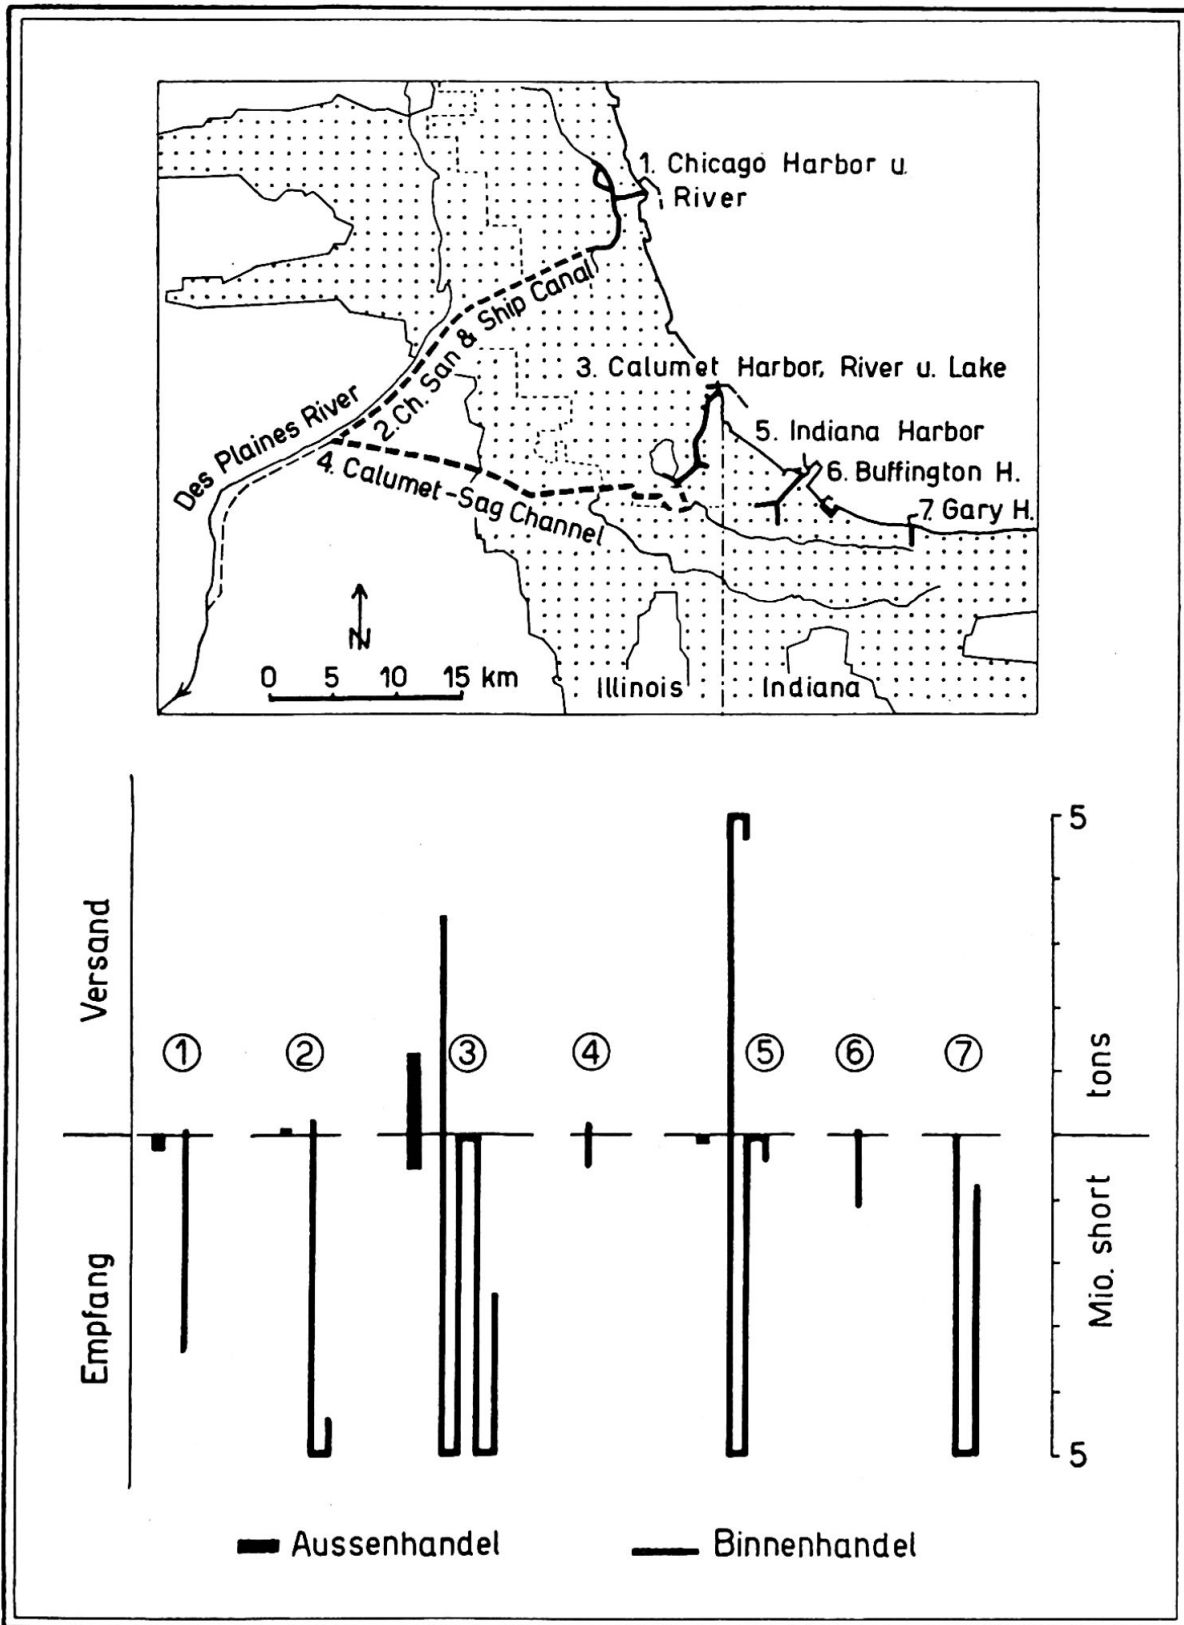 1. Chicago Harbor u.
River
2. Ch. San & Ship Canal
3. Calumet Harbor, River u. Lake
Des Plaines River
5. Indiana Harbor
6. Buffington H.
4. Calumet-Sag Channel
7. Gary H.
N
0 5 10 15 km
Illinois
Indiana
5
Versand
tons
1 2 3 4 5 6 7
Empfang
Mio. short
5
Aussenhandel
Binnenhandel